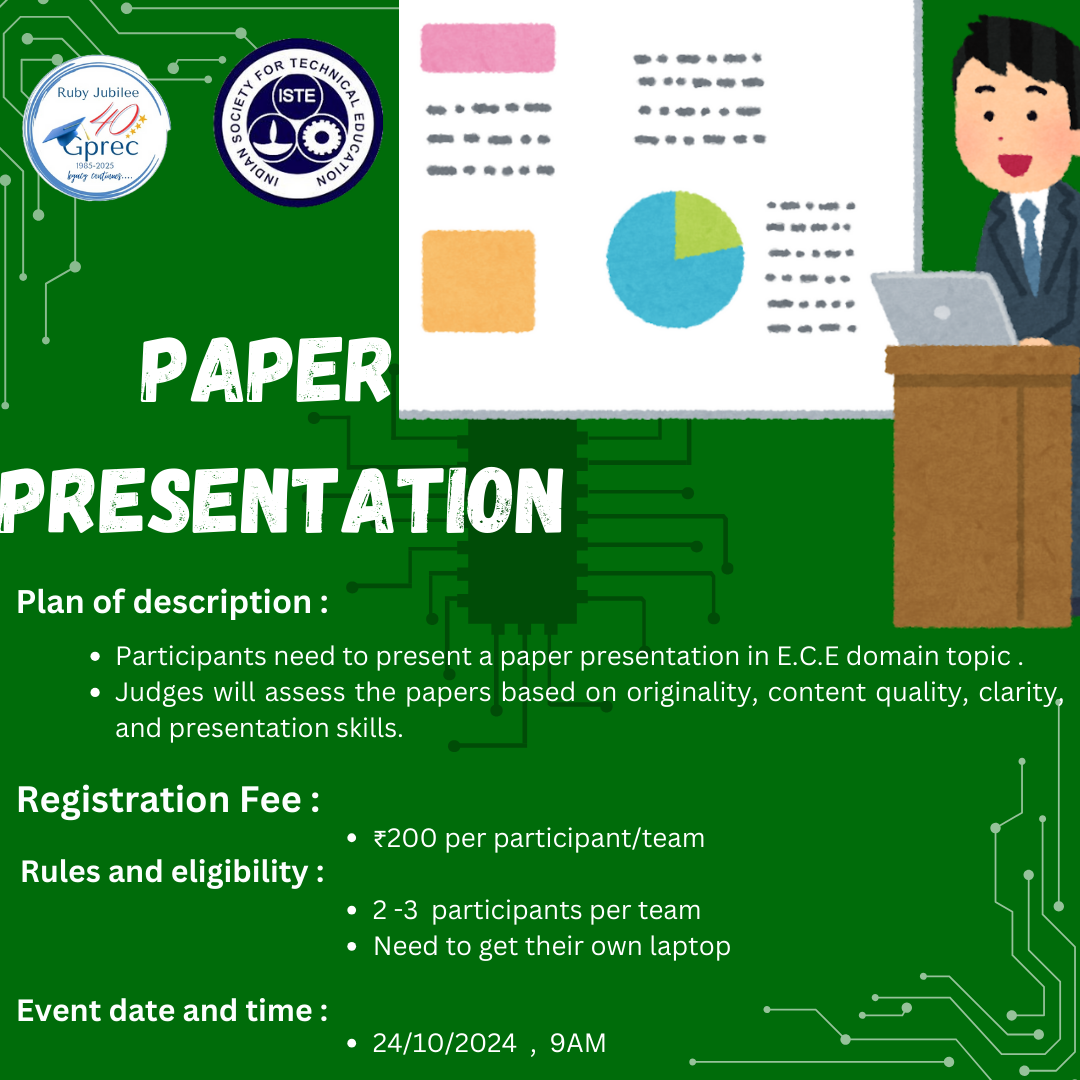 Ruby Jubilee
40
Gprec
1985-2025
legacy continues....
INDIAN SOCIETY FOR TECHNICAL EDUCATION
ISTE
PAPER
PRESENTATION
Plan of description :
• Participants need to present a paper presentation in E.C.E domain topic .
• Judges will assess the papers based on originality, content quality, clarity,
and presentation skills.
Registration Fee :
• ₹200 per participant/team
Rules and eligibility :
• 2 -3 participants per team
• Need to get their own laptop
Event date and time :
• 24/10/2024 , 9AM